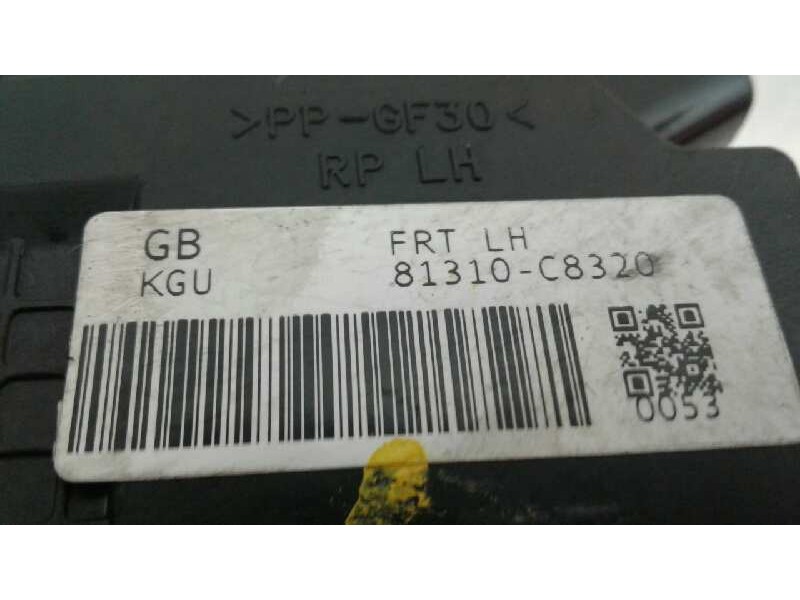 >PP-GF30<
RP LH
GB FRT LH
KGU 81310-C8320
0053